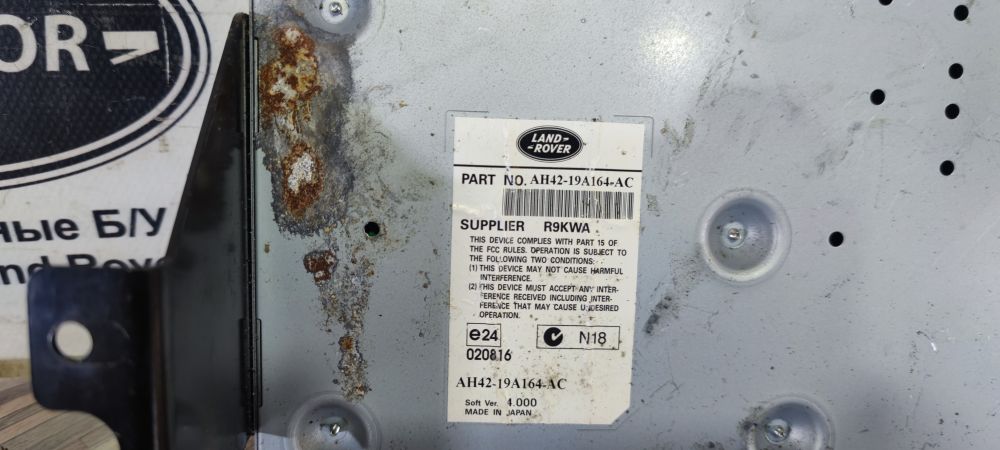 OR
ные Б/У
LAND-
-ROVER
PART NO. AH42-19A164-AC
SUPPLIER R9KWA
THIS DEVICE COMPLIES WITH PART 15 OF
THE FCC RULES. OPERATION IS SUBJECT TO
THE FOLLOWING TWO CONDITIONS:
(1) THIS DEVICE MAY NOT CAUSE HARMFUL
INTERFERENCE.
(2) THIS DEVICE MUST ACCEPT ANY INTER-
FERENCE RECEIVED INCLUDING INTER-
FERENCE THAT MAY CAUSE UNDESIRED
OPERATION.
e24 N18
020816
AH42-19A164-AC
Soft Ver. 4.000
MADE IN JAPAN